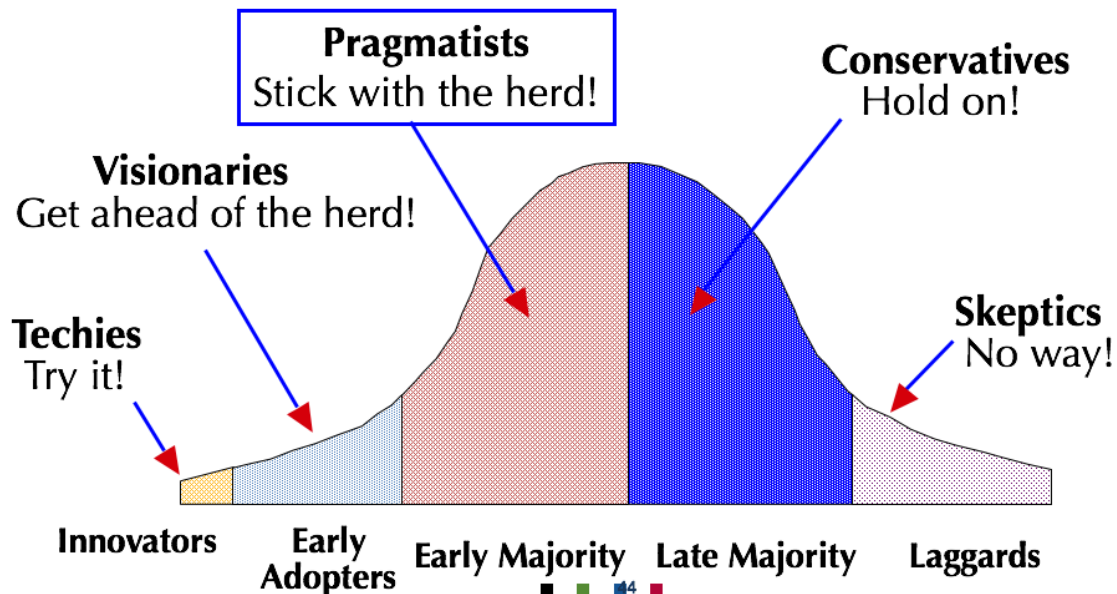 Pragmatists
Stick with the herd!
Conservatives
Hold on!
Visionaries
Get ahead of the herd!
Techies
Try it!
Skeptics
No way!
Innovators
Early
Adopters
Early Majority
Late Majority
Laggards
44